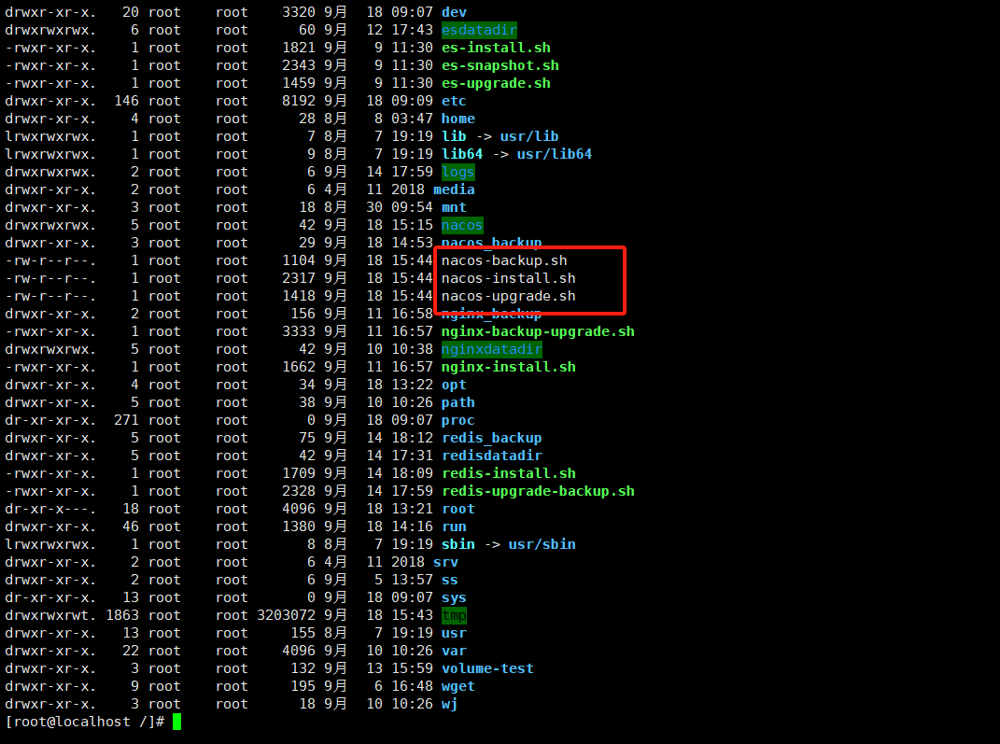 drwxr-xr-x.   20 root    root    3320 9月  18 09:07 dev
drwxrwxrwx.    6 root    root      60 9月  12 17:43 esdatadir
-rwxr-xr-x.    1 root    root    1821 9月   9 11:30 es-install.sh
-rwxr-xr-x.    1 root    root    2343 9月   9 11:30 es-snapshot.sh
-rwxr-xr-x.    1 root    root    1459 9月   9 11:30 es-upgrade.sh
drwxr-xr-x.  146 root    root    8192 9月  18 09:09 etc
drwxr-xr-x.    4 root    root      28 8月   8 03:47 home
lrwxrwxrwx.    1 root    root       7 8月   7 19:19 lib -> usr/lib
lrwxrwxrwx.    1 root    root       9 8月   7 19:19 lib64 -> usr/lib64
drwxrwxrwx.    2 root    root       6 9月  14 17:59 logs
drwxr-xr-x.    2 root    root       6 4月  11 2018 media
drwxr-xr-x.    3 root    root      18 8月  30 09:54 mnt
drwxrwxrwx.    5 root    root      42 9月  18 15:15 nacos
drwxr-xr-x.    3 root    root      29 9月  18 14:53 nacos_backup
-rw-r--r--.    1 root    root    1104 9月  18 15:44 nacos-backup.sh
-rw-r--r--.    1 root    root    2317 9月  18 15:44 nacos-install.sh
-rw-r--r--.    1 root    root    1418 9月  18 15:44 nacos-upgrade.sh
drwxr-xr-x.    2 root    root     156 9月  11 16:58 nginx_backup
-rwxr-xr-x.    1 root    root    3333 9月  11 16:57 nginx-backup-upgrade.sh
drwxrwxrwx.    5 root    root      42 9月  10 10:38 nginxdatadir
-rwxr-xr-x.    1 root    root    1662 9月  11 16:57 nginx-install.sh
drwxr-xr-x.    4 root    root      34 9月  18 13:22 opt
drwxr-xr-x.    5 root    root      38 9月  10 10:26 path
dr-xr-xr-x.  271 root    root       0 9月  18 09:07 proc
drwxr-xr-x.    5 root    root      75 9月  14 18:12 redis_backup
drwxr-xr-x.    5 root    root      42 9月  14 17:31 redisdatadir
-rwxr-xr-x.    1 root    root    1709 9月  14 18:09 redis-install.sh
-rwxr-xr-x.    1 root    root    2328 9月  14 17:59 redis-upgrade-backup.sh
dr-xr-x---.   18 root    root    4096 9月  18 13:21 root
drwxr-xr-x.   46 root    root    1380 9月  18 14:16 run
lrwxrwxrwx.    1 root    root       8 8月   7 19:19 sbin -> usr/sbin
drwxr-xr-x.    2 root    root       6 4月  11 2018 srv
drwxr-xr-x.    2 root    root       6 9月   5 13:57 ss
dr-xr-xr-x.   13 root    root       0 9月  18 09:07 sys
drwxrwxrwt. 1863 root    root 3203072 9月  18 15:43 tmp
drwxr-xr-x.   13 root    root     155 8月   7 19:19 usr
drwxr-xr-x.   22 root    root    4096 9月  10 10:26 var
drwxr-xr-x.    3 root    root     132 9月  13 15:59 volume-test
drwxr-xr-x.    9 root    root     195 9月   6 16:48 wget
drwxr-xr-x.    3 root    root      18 9月  10 10:26 wj
[root@localhost /]#